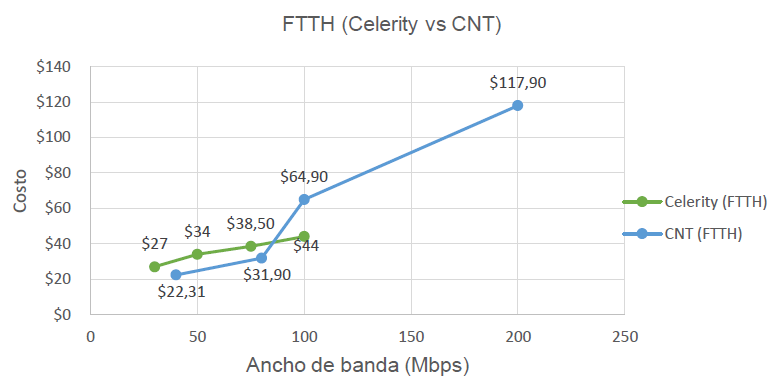 FTTH (Celerity vs CNT)
$140
$120
$100
$80
$60
$40
$20
$0
Costo
$27
$34
$38,50
$44
$22,31
$31,90
$64,90
$117,90
0 50 100 150 200 250
Ancho de banda (Mbps)
Celerity (FTTH)
CNT (FTTH)